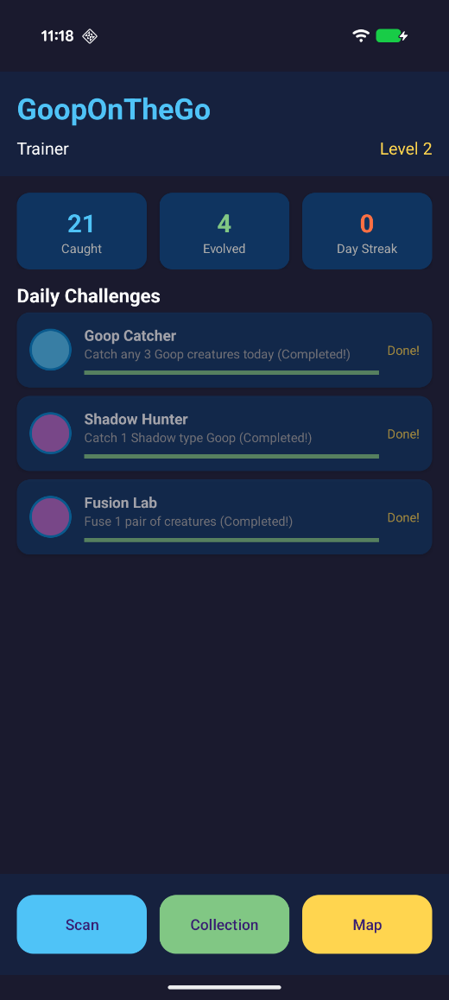 11:18
GoopOnTheGo
Trainer Level 2
21 4 0
Caught Evolved Day Streak
Daily Challenges
Goop Catcher
Catch any 3 Goop creatures today (Completed!)
Done!
Shadow Hunter
Catch 1 Shadow type Goop (Completed!)
Done!
Fusion Lab
Fuse 1 pair of creatures (Completed!)
Done!
Scan Collection Map